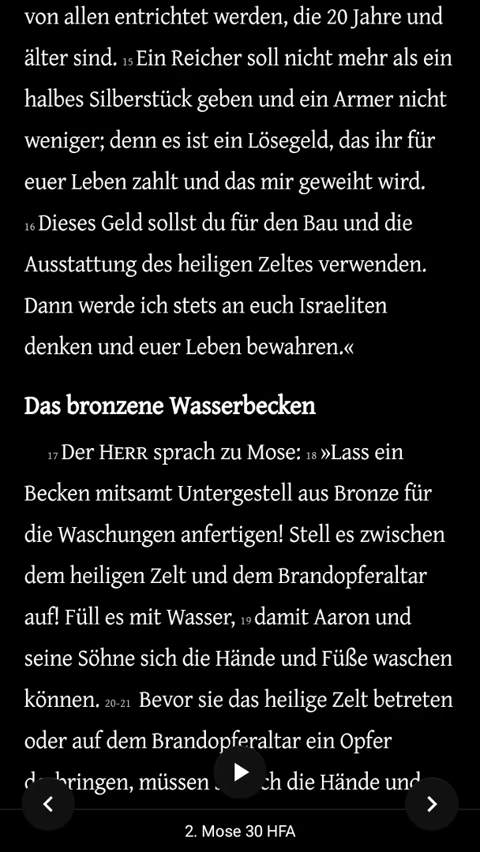 von allen entrichtet werden, die 20 Jahre und
älter sind. 15 Ein Reicher soll nicht mehr als ein
halbes Silberstück geben und ein Armer nicht
weniger; denn es ist ein Lösegeld, das ihr für
euer Leben zahlt und das mir geweiht wird.
16 Dieses Geld sollst du für den Bau und die
Ausstattung des heiligen Zeltes verwenden.
Dann werde ich stets an euch Israeliten
denken und euer Leben bewahren.«
Das bronzene Wasserbecken
17 Der HERR sprach zu Mose: 18 »Lass ein
Becken mitsamt Untergestell aus Bronze für
die Waschungen anfertigen! Stell es zwischen
dem heiligen Zelt und dem Brandopferaltar
auf! Füll es mit Wasser, 19 damit Aaron und
seine Söhne sich die Hände und Füße waschen
können. 20-21 Bevor sie das heilige Zelt betreten
oder auf dem Brandopferaltar ein Opfer
müssen die Hände und
2. Mose 30 HFA